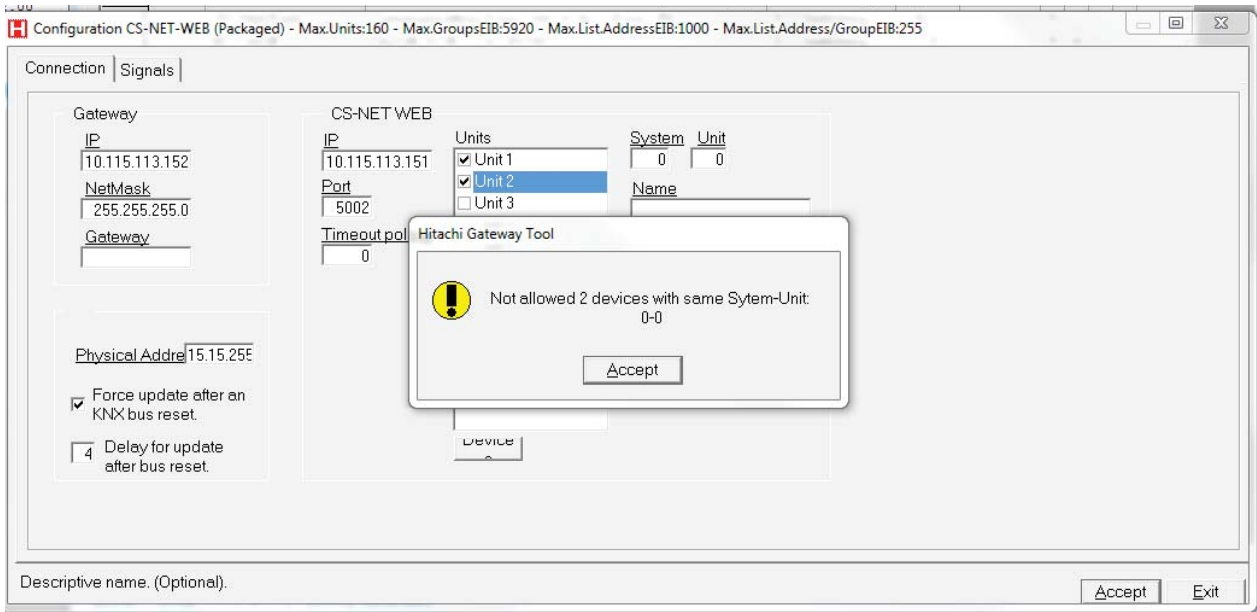 Configuration CS-NET-WEB (Packaged) - Max.Units:160 - Max.GroupsEIB:5920 - Max.List.AddressEIB:1000 - Max.List.Address/GroupEIB:255
Connection
Signals
Gateway
IP
10.115.113.152
NetMask
255.255.255.0
Gateway
Physical Addre
15.15.255
Force update after an
KNX bus reset.
4
Delay for update
after bus reset.
CS-NET WEB
IP
10.115.113.151
Port
5002
Timeout pol
0
Units
Unit 1
Unit 2
Unit 3
System
0
Unit
0
Name
Hitachi Gateway Tool
Not allowed 2 devices with same Sytem-Unit:
0-0
Accept
Device
Descriptive name. (Optional).
Accept
Exit